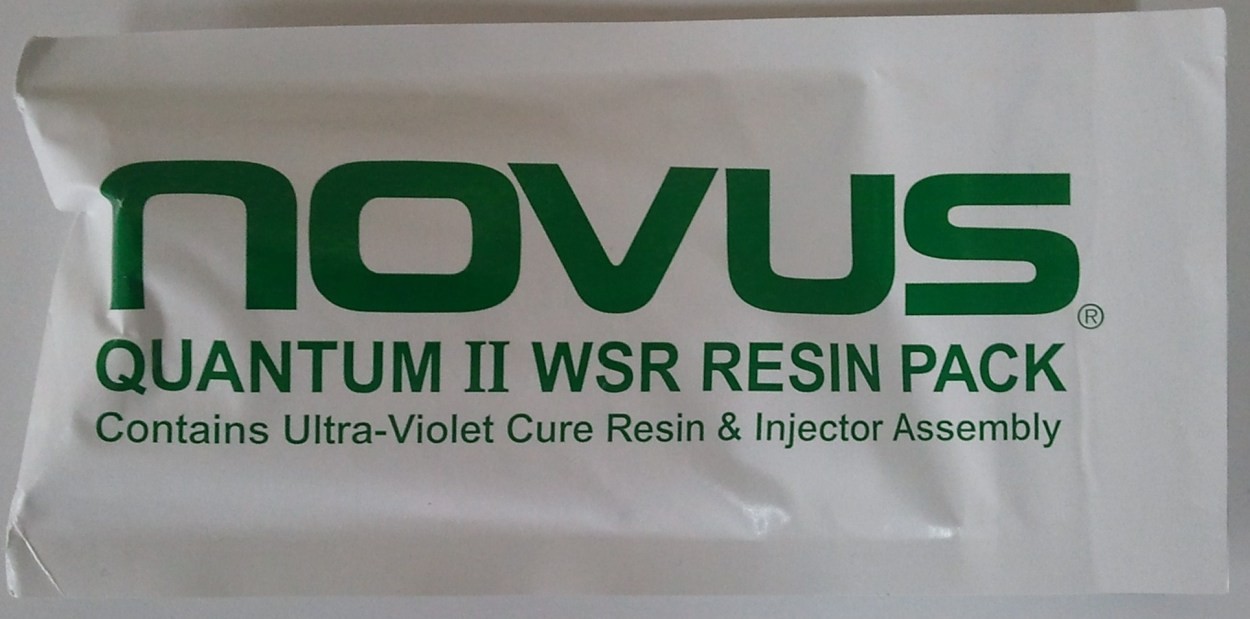 novus®
QUANTUM II WSR RESIN PACK
Contains Ultra-Violet Cure Resin & Injector Assembly